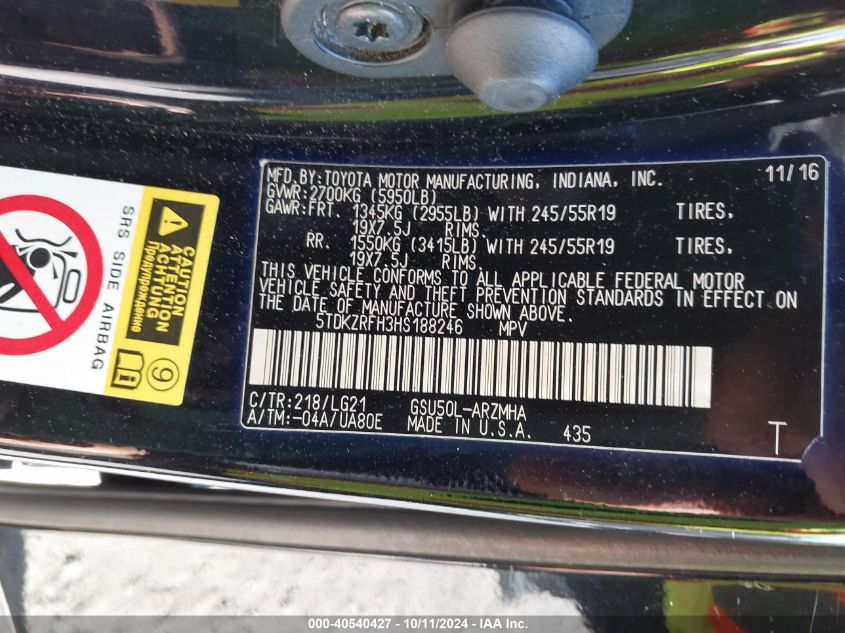 MFD. BY: TOYOTA MOTOR MANUFACTURING, INDIANA, INC. 11/16
GVWR: 2700KG (5950LB)
GAWR: FRT. 1345KG (2955LB) WITH 245/55R19 TIRES.
19X7.5J RIMS.
RR. 1550KG (3415LB) WITH 245/55R19 TIRES.
19X7.5J RIMS.
THIS VEHICLE CONFORMS TO ALL APPLICABLE FEDERAL MOTOR
VEHICLE SAFETY AND THEFT PREVENTION STANDARDS IN EFFECT ON
THE DATE OF MANUFACTURE SHOWN ABOVE.
5TDKZRFH3HS188246 MPV
C/TR: 218/LG21 GSU50L-ARZMHA
A/TM: -04A/UA80E MADE IN U.S.A. 435
T
SRS SIDE AIRBAG
CAUTION
ATTENTION
ACHTUNG
Предупреждение
9
000-40540427 - 10/11/2024 - Copyright © 2024 IAA, Inc.